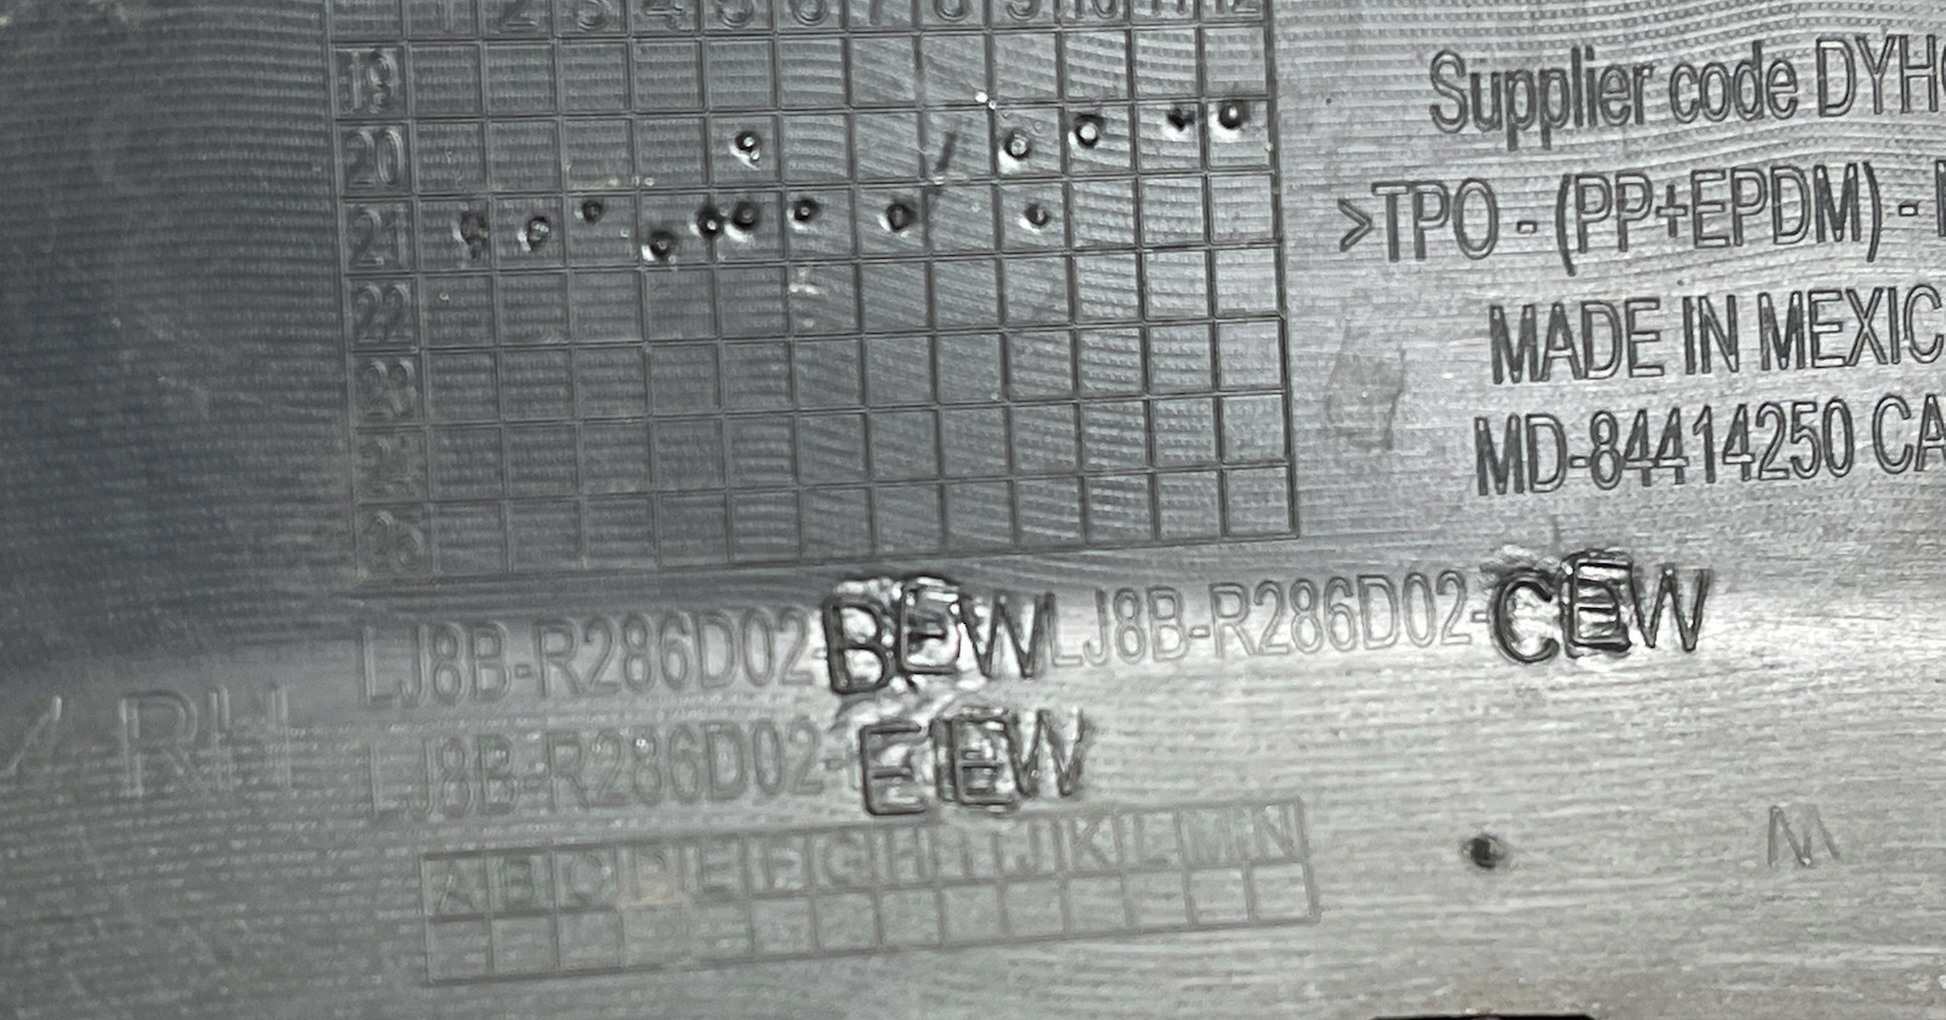 1 2 3 4 5 6 7 8 9 10 11 12
19
20
21
22
23
25
Supplier code DYH
>TPO - (PP+EPDM) -
MADE IN MEXIC
MD-84414250 CA
LJ8B-R286D02-BEW LJ8B-R286D02-CEW
RH
LJ8B-R286D02-EEW
A B C D E F G H I J K L M N
M